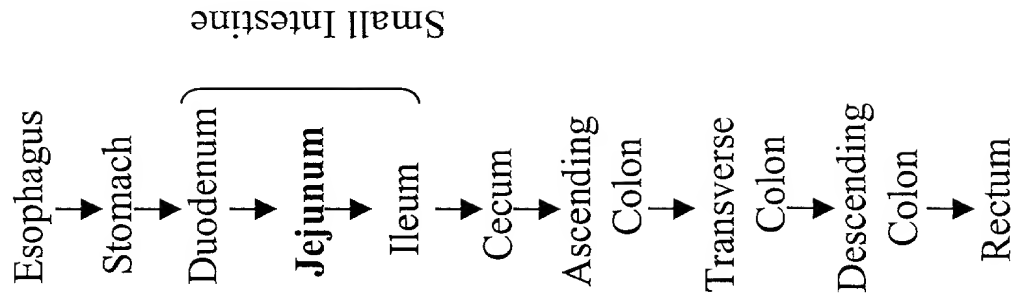 Esophagus
Stomach
Duodenum
Jejunum
Ileum
Cecum
Ascending
Colon
Transverse
Colon
Descending
Colon
Rectum
Small Intestine